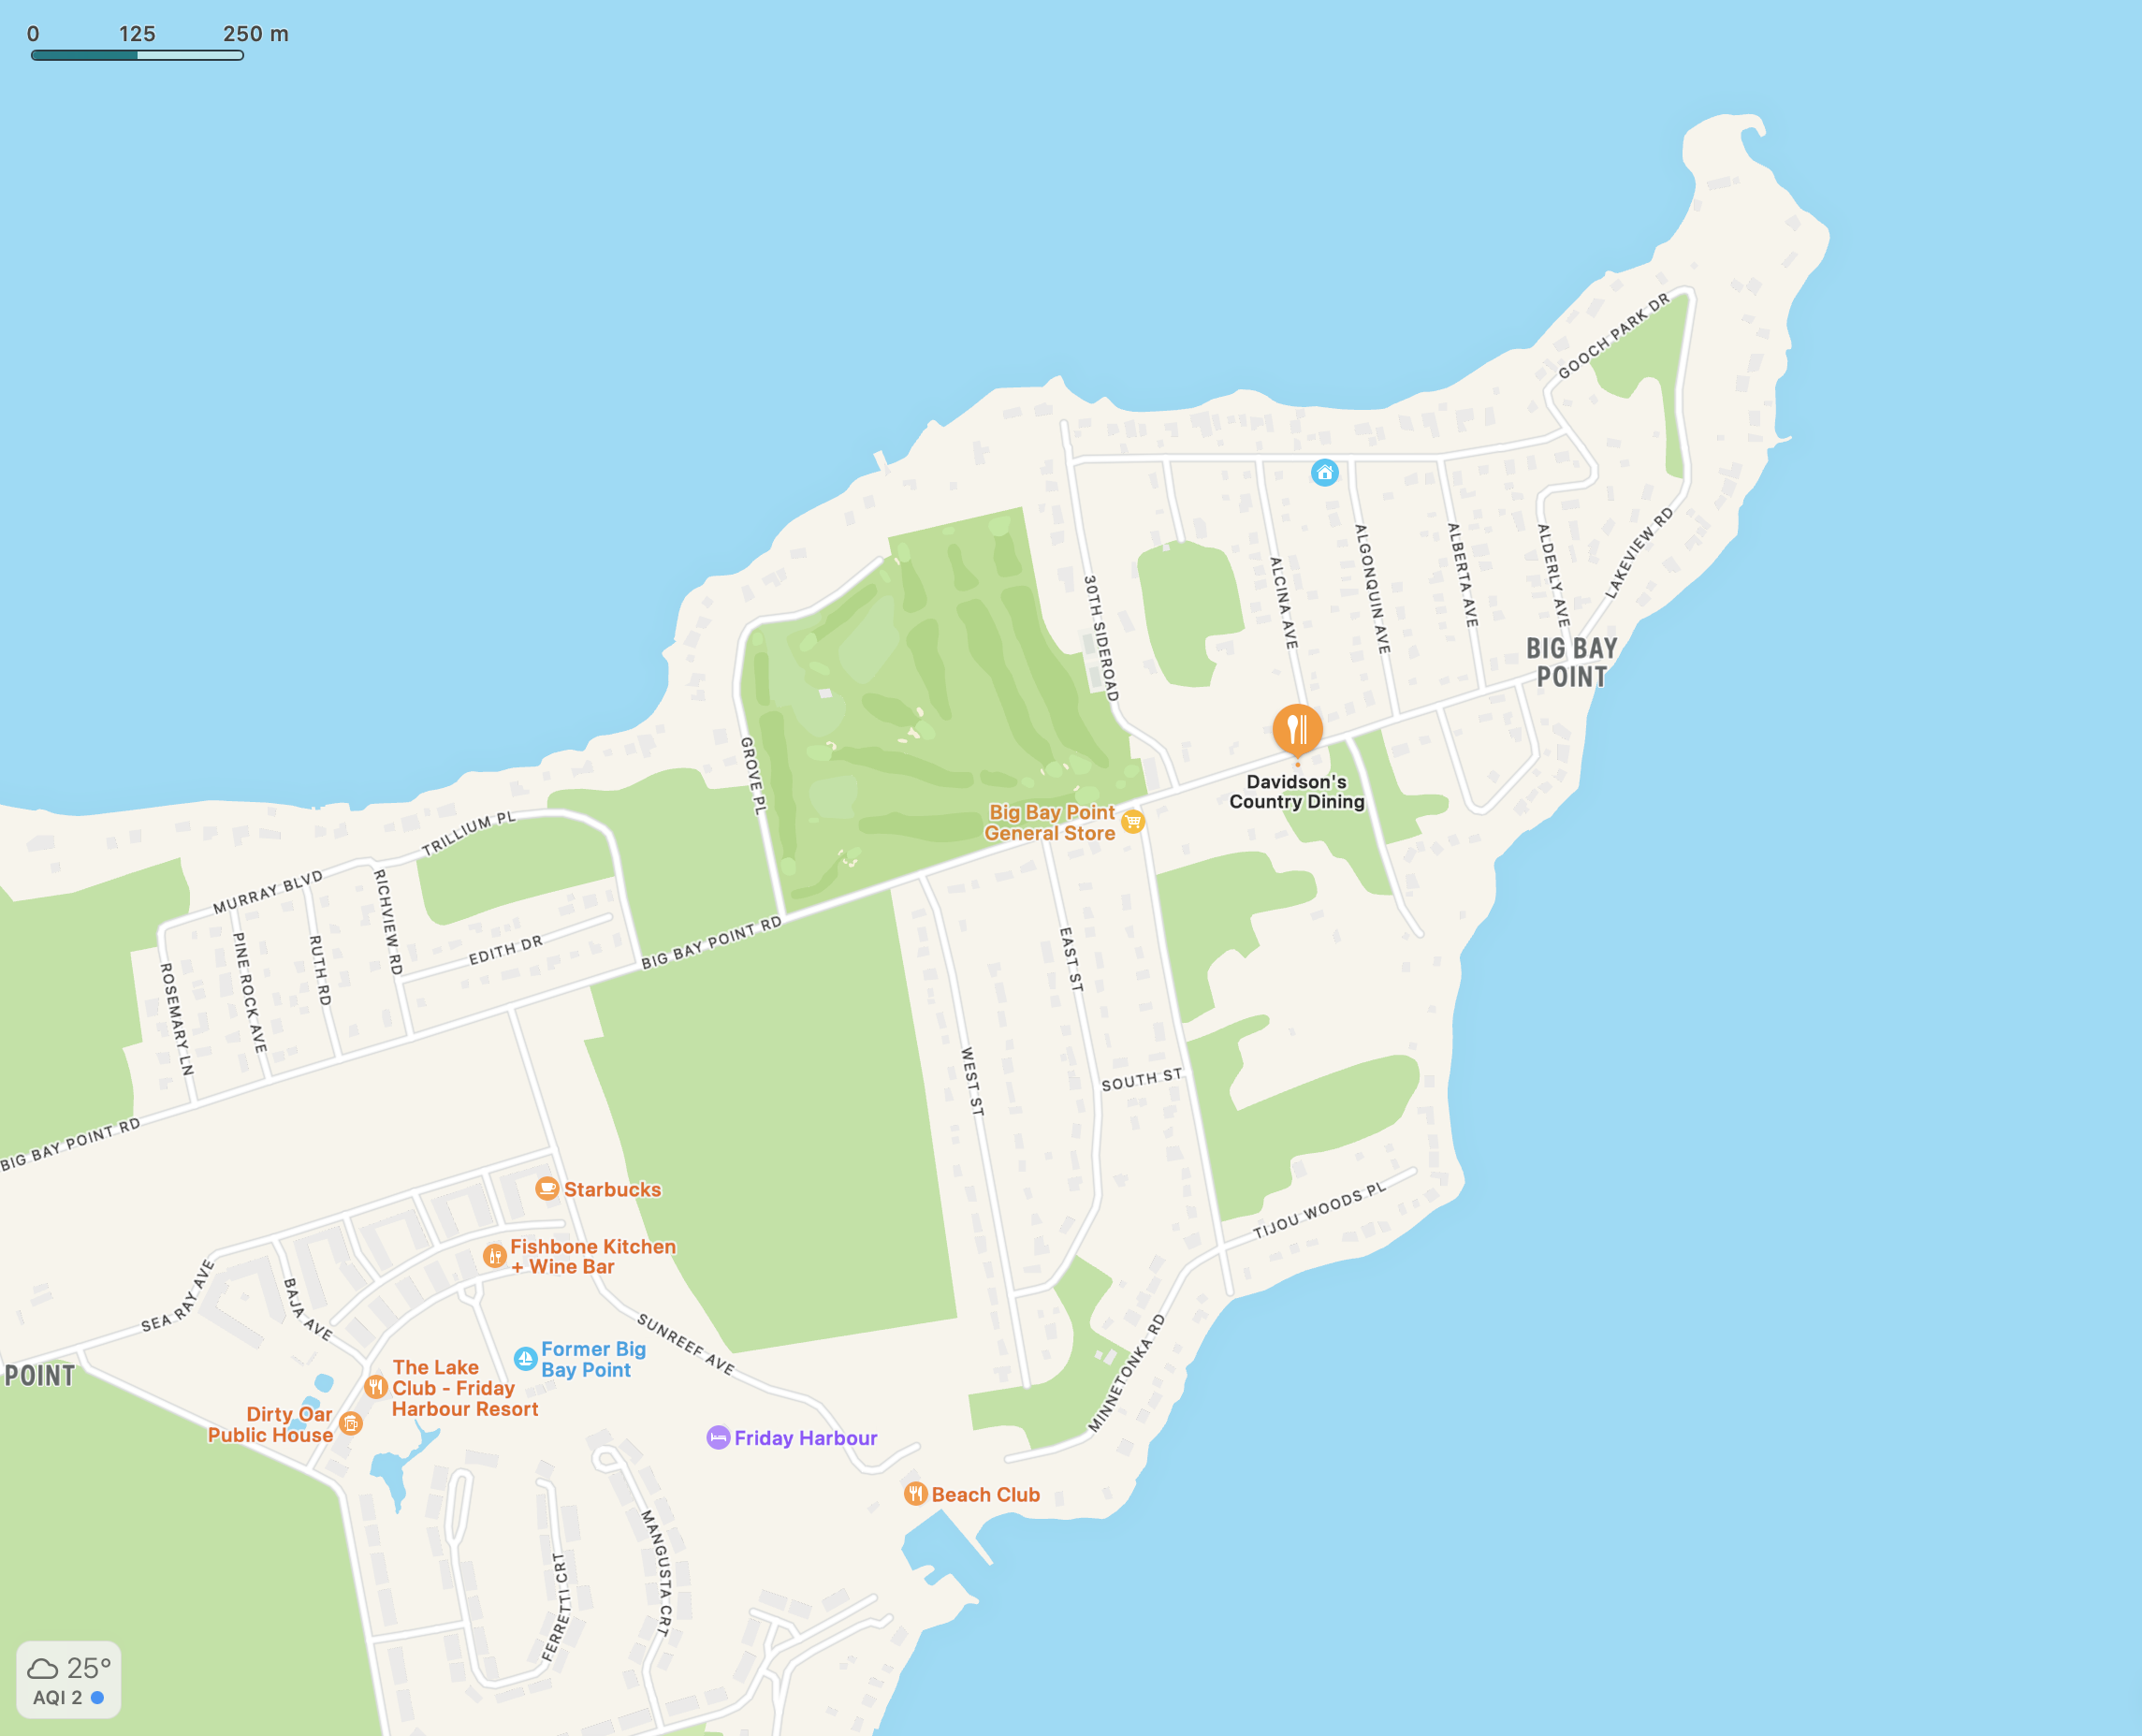 0 125 250 m
GOOCH PARK DR
LAKEVIEW RD
30TH SIDEROAD
ALCINA AVE
ALGONQUIN AVE
ALBERTA AVE
ALDERLY AVE
BIG BAY
POINT
Davidson's
Country Dining
Big Bay Point
General Store
GROVE PL
TRILLIUM PL
MURRAY BLVD
RICHVIEW RD
ROSEMARY LN
PINE ROCK AVE
RUTH RD
EDITH DR
BIG BAY POINT RD
BIG BAY POINT RD
EAST ST
WEST ST
SOUTH ST
TIJOU WOODS PL
MINNETONKA RD
Starbucks
Fishbone Kitchen
+ Wine Bar
SEA RAY AVE
BAJA AVE
SUNREEF AVE
Former Big
Bay Point
POINT
The Lake
Club - Friday
Harbour Resort
Dirty Oar
Public House
Friday Harbour
Beach Club
MANGUSTA CRT
FERRETTI CRT
25°
AQI 2